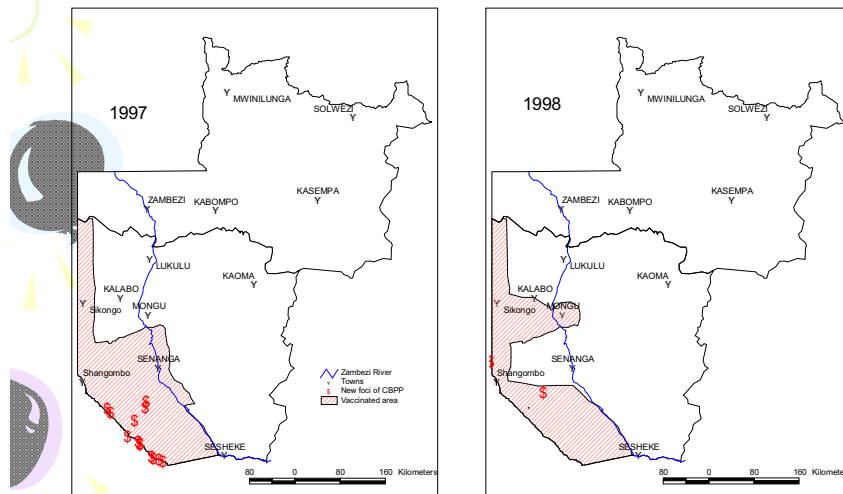 1997
MWINILUNGA
SOLWEZI
ZAMBEZI
KABOMPO
KASEMPA
LUKULU
KAOMA
KALABO
MONGU
Sikongo
SENANGA
Shangombo
SESHEKE
Zambezi River
Towns
New foci of CBPP
Vaccinated area
80 0 80 160 Kilometers
1998
MWINILUNGA
SOLWEZI
ZAMBEZI
KABOMPO
KASEMPA
LUKULU
KAOMA
KALABO
MONGU
Sikongo
SENANGA
Shangombo
SESHEKE
80 0 80 160 Kilometers